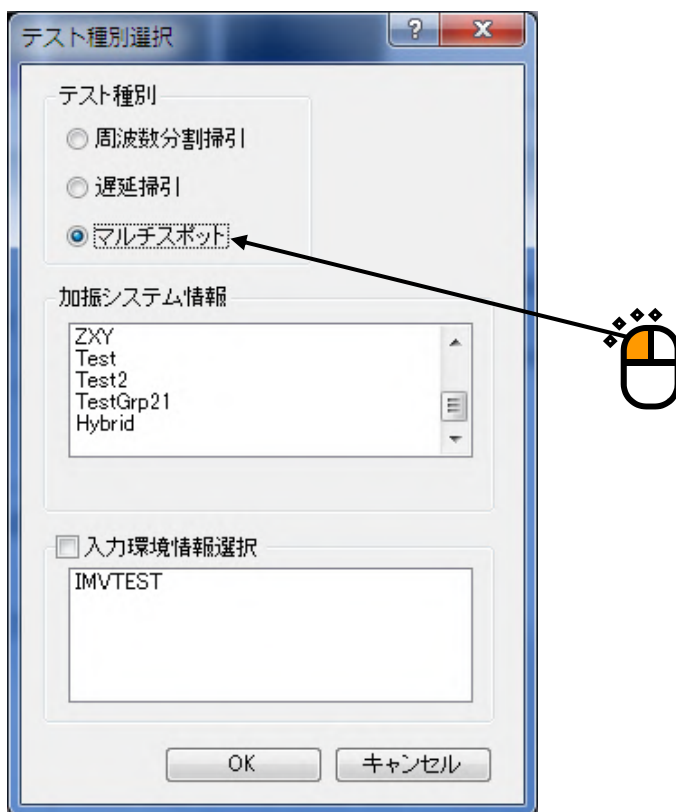 テスト種別選択
テスト種別
周波数分割掃引
遅延掃引
マルチスポット
加振システム情報
ZXY
Test
Test2
TestGrp21
Hybrid
入力環境情報選択
IMVTEST
OK キャンセル